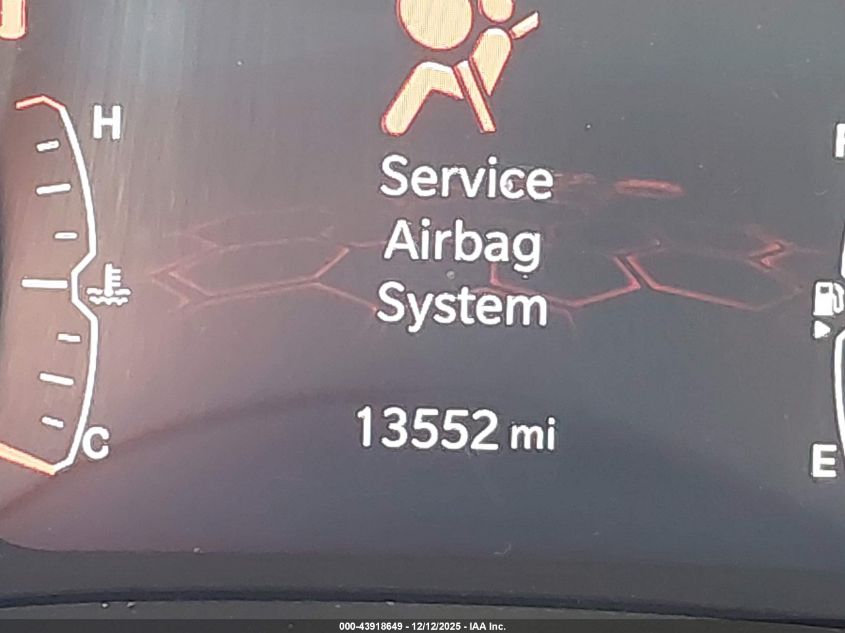 H
Service
Airbag
System
13552 mi
C
E
000-43918649 - 12/12/2025 - IAA Inc.